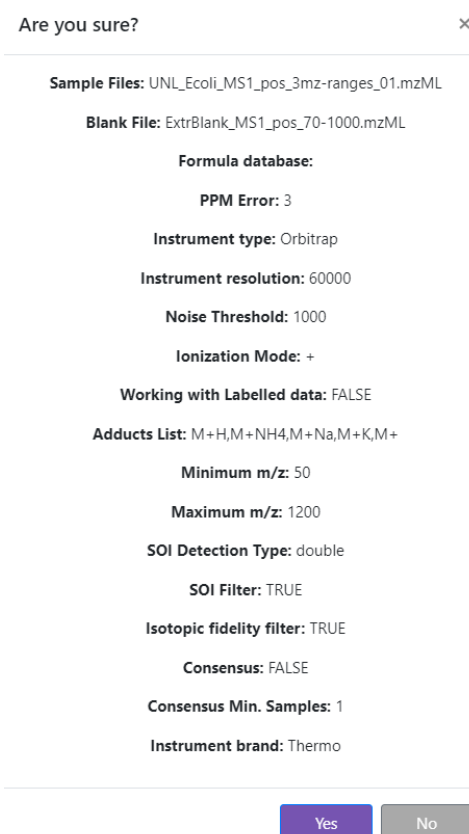 Are you sure?
×
Sample Files: UNL_Ecoli_MS1_pos_3mz-ranges_01.mzML
Blank File: ExtrBlank_MS1_pos_70-1000.mzML
Formula database:
PPM Error: 3
Instrument type: Orbitrap
Instrument resolution: 60000
Noise Threshold: 1000
Ionization Mode: +
Working with Labelled data: FALSE
Adducts List: M+H,M+NH4,M+Na,M+K,M+
Minimum m/z: 50
Maximum m/z: 1200
SOI Detection Type: double
SOI Filter: TRUE
Isotopic fidelity filter: TRUE
Consensus: FALSE
Consensus Min. Samples: 1
Instrument brand: Thermo
Yes No